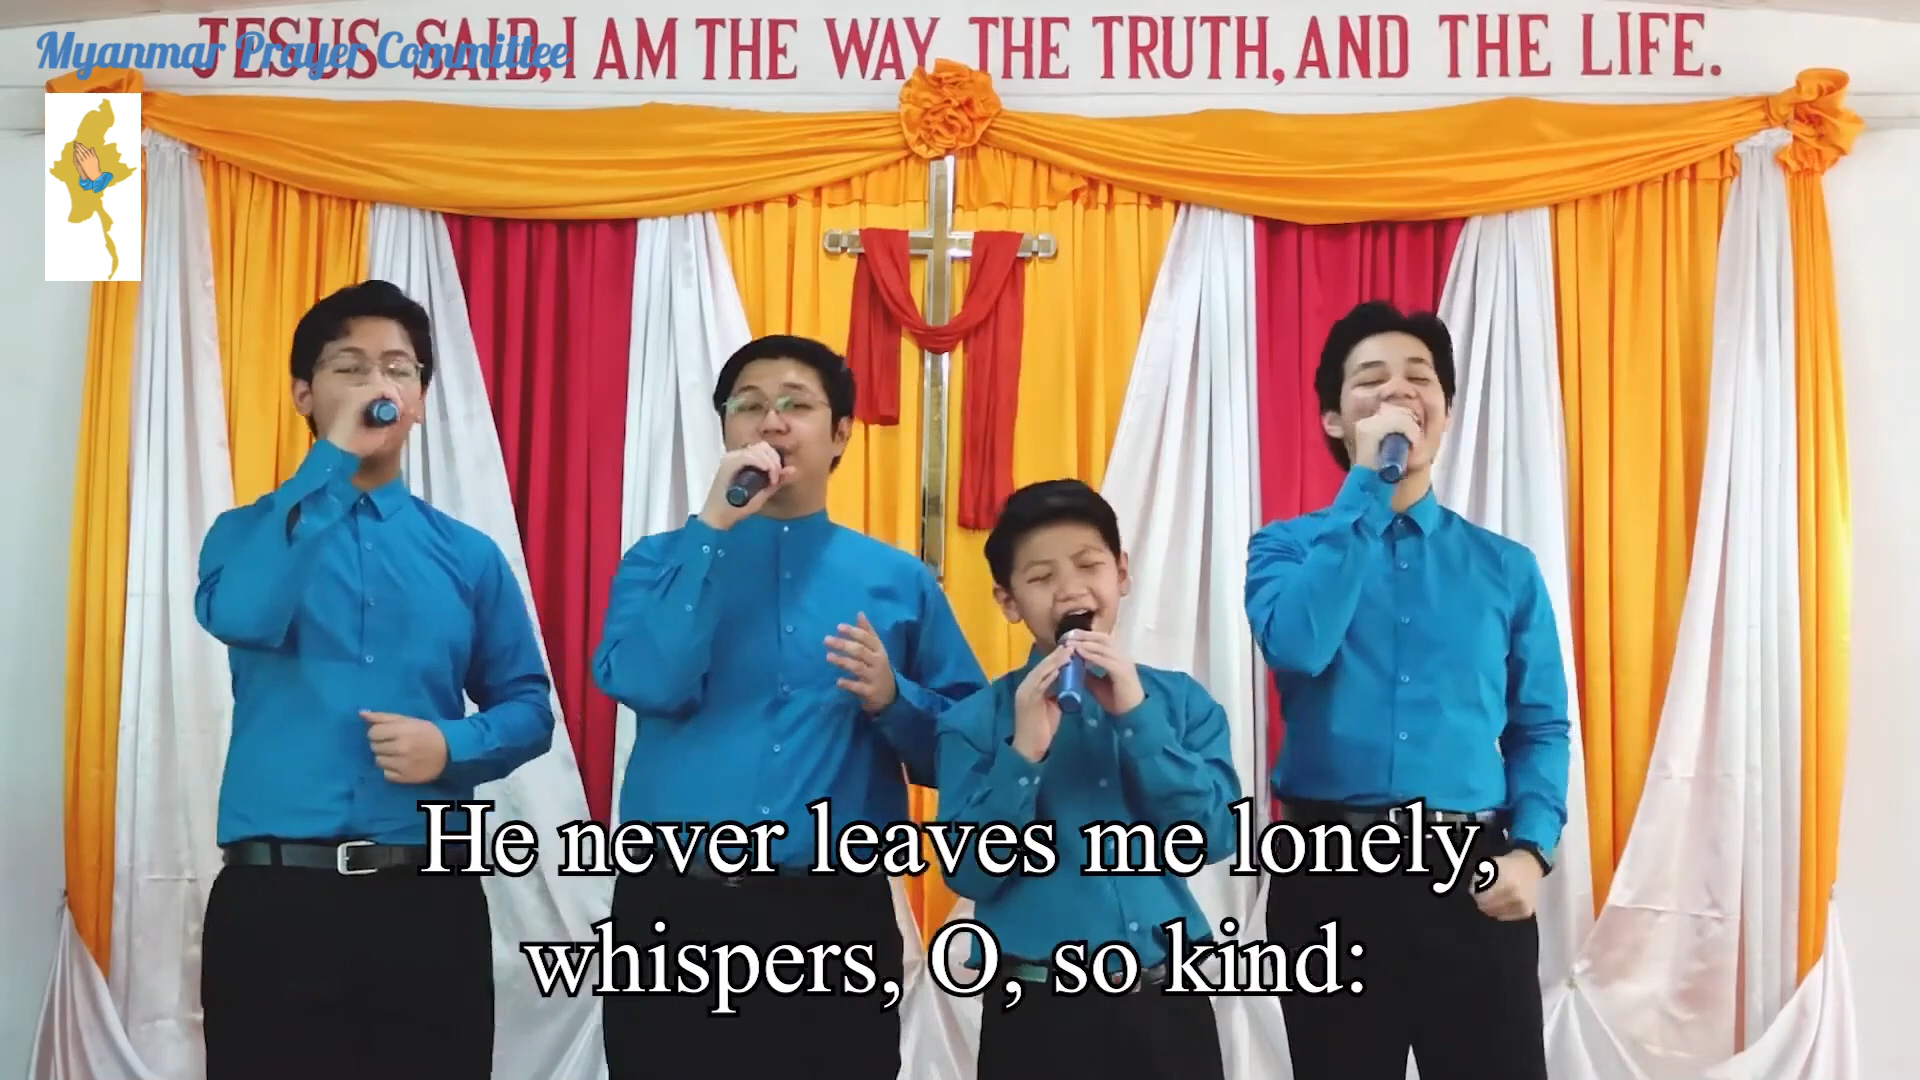 Myanmar Prayer Committee
JESUS SAID, I AM THE WAY THE TRUTH, AND THE LIFE.
He never leaves me lonely,
whispers, O, so kind: